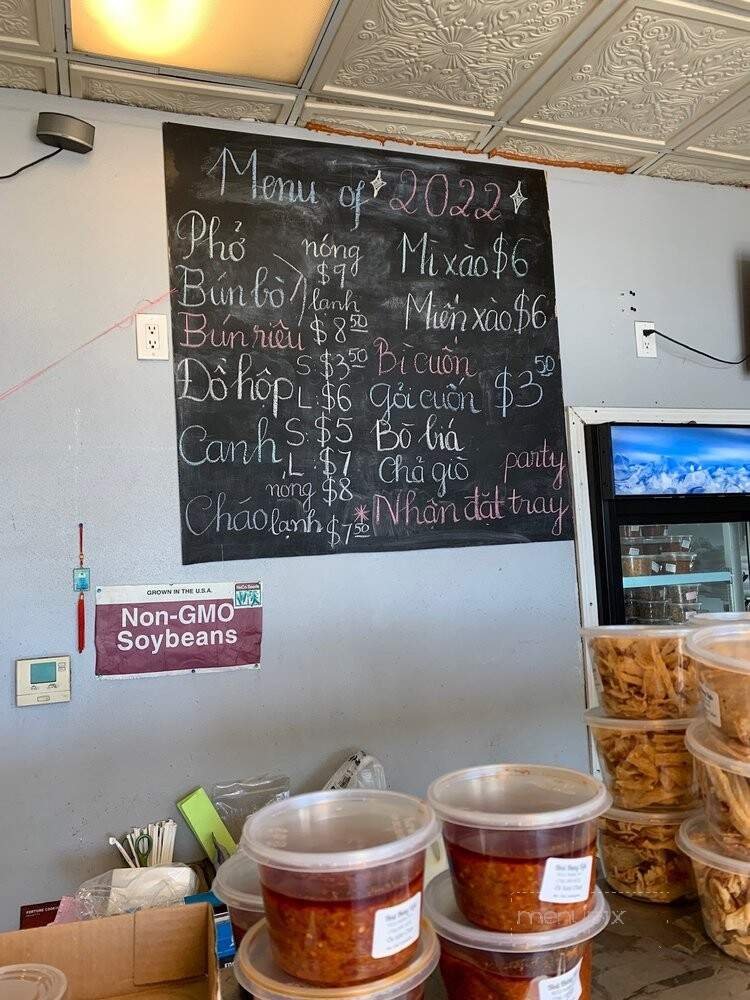 Menu of 2022
Phở nóng $9
Bún bò lạnh
Bún riêu $8.50
Đồ hộp S: $3.50
L: $6
Canh S: $5
L: $7
Cháo nóng $8
lạnh $7.50
Mì xào $6
Miến xào $6
Bì cuốn
Gỏi cuốn $3.50
Bò bía
Chả giò
*Nhận đặt party tray
GROWN IN THE U.S.A.
Non-GMO
Soybeans
menupix